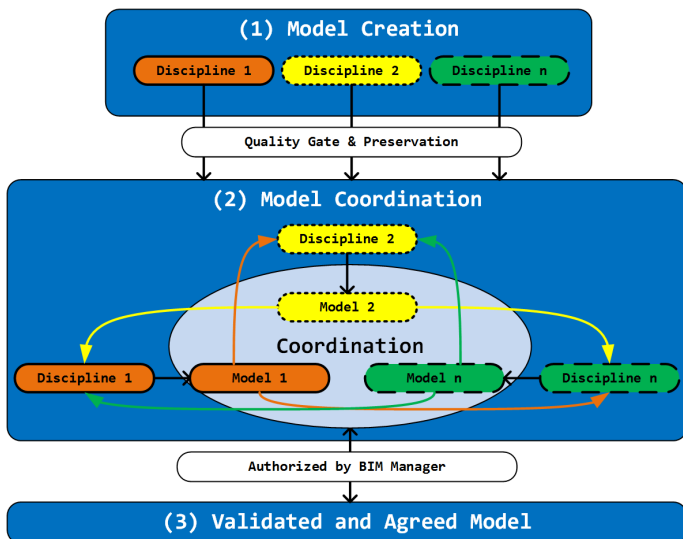 (1) Model Creation
Discipline 1
Discipline 2
Discipline n
Quality Gate & Preservation
(2) Model Coordination
Discipline 2
Model 2
Coordination
Discipline 1
Model 1
Model n
Discipline n
Authorized by BIM Manager
(3) Validated and Agreed Model